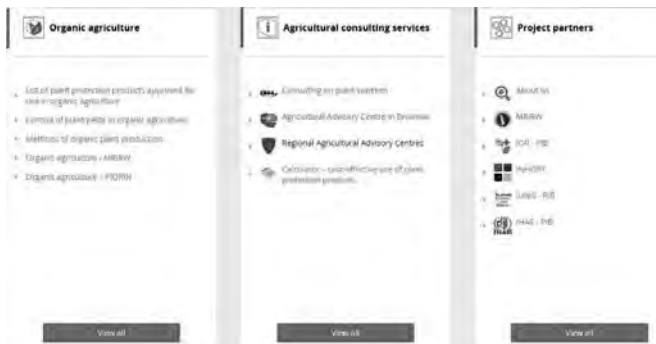 Organic agriculture
List of plant protection products approved for
use in organic agriculture
Control of plant pests in organic agriculture
Methods of organic plant production
Organic agriculture - MRiRW
Organic agriculture - PIORiN
View all
Agricultural consulting services
Consulting on plant
Agricultural Advisory Centre in Brwinów
Regional Agricultural Advisory Centres
Calculator - cost-effective use of plant
protection products
View all
Project partners
About us
MRiRW
IOR - PIB
InHORT
IUNG - PIB
IHAR - PIB
View all